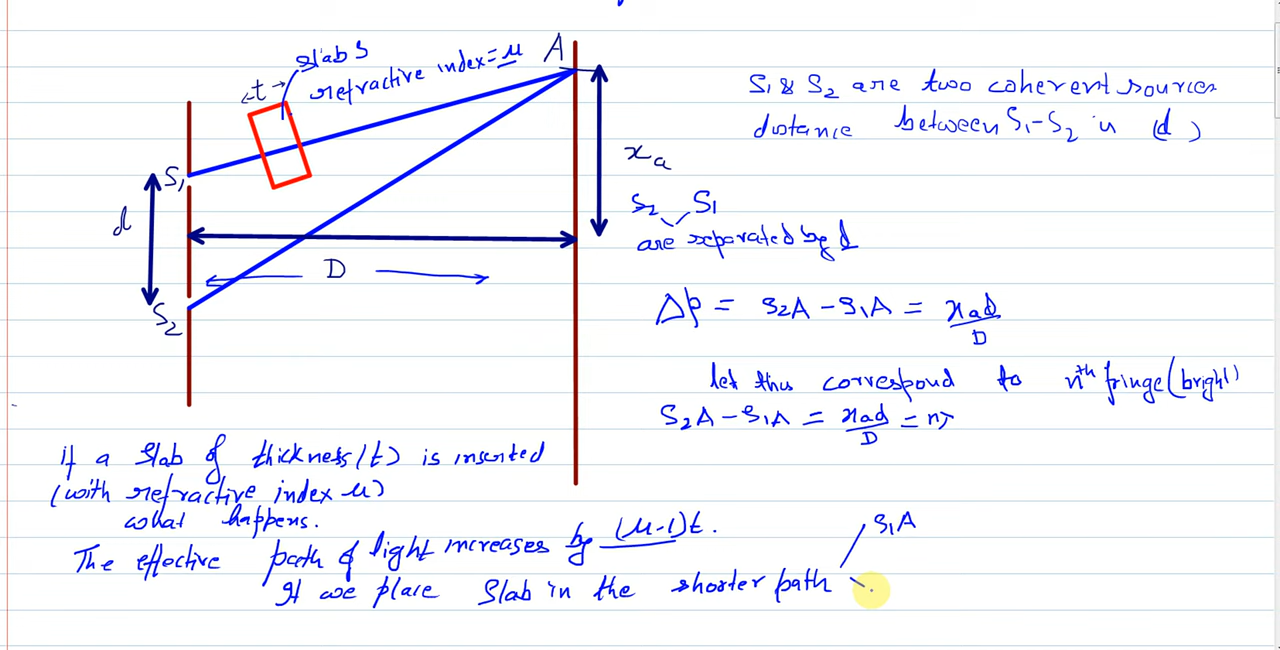 slab S
refractive index = μ
t
A
S₁ & S₂ are two coherent sources
distance between S₁-S₂ is (d)
S₁
d
S₂
D
xₐ
S₂ S₁
are separated by d
Δp = S₂A - S₁A = xₐd/D
let this correspond to nᵗʰ fringe (bright)
S₂A - S₁A = xₐd/D = nλ
if a slab of thickness (t) is inserted
(with refractive index μ)
what happens.
The effective path of light increases by (μ-1)t.
If we place slab in the shorter path
S₁A